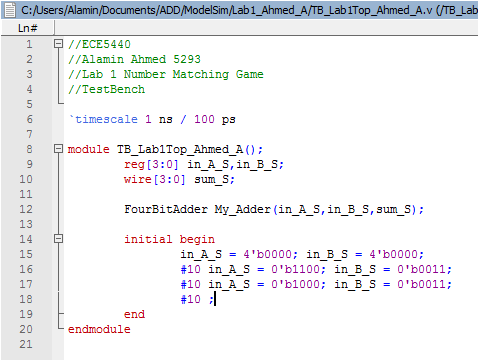 C:/Users/Alamin/Documents/ADD/ModelSim/Lab1_Ahmed_A/TB_Lab1Top_Ahmed_A.v (/TB_Lab
Ln#
1 //ECE5440
2 //Alamin Ahmed 5293
3 //Lab 1 Number Matching Game
4 //TestBench
5
6 `timescale 1 ns / 100 ps
7
8 module TB_Lab1Top_Ahmed_A();
9 reg[3:0] in_A_S,in_B_S;
10 wire[3:0] sum_S;
11
12 FourBitAdder My_Adder(in_A_S,in_B_S,sum_S);
13
14 initial begin
15 in_A_S = 4'b0000; in_B_S = 4'b0000;
16 #10 in_A_S = 0'b1100; in_B_S = 0'b0011;
17 #10 in_A_S = 0'b1000; in_B_S = 0'b0011;
18 #10 ;
19 end
20 endmodule
21